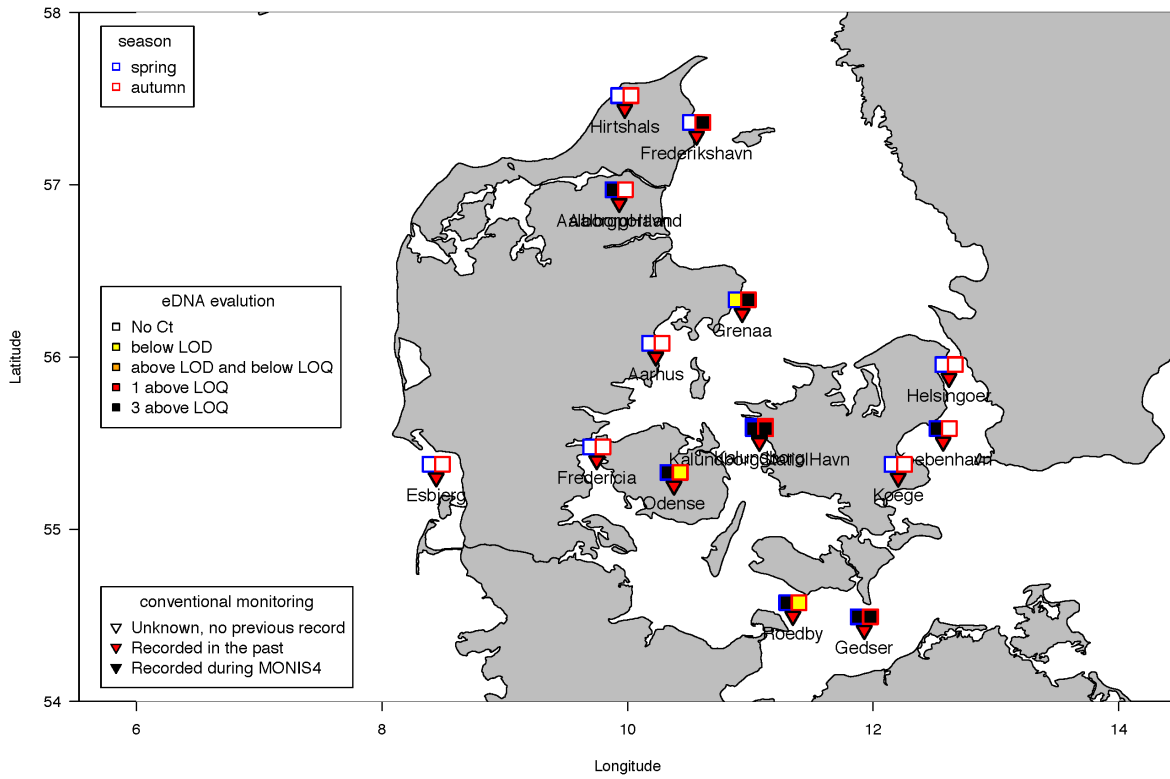 58
season
spring
autumn
Hirtshals
Frederikshavn
57
Grenaa
eDNA evalution
No Ct
below LOD
above LOD and below LOQ
1 above LOQ
3 above LOQ
Latitude
56
Aarhus
Helsingoer
Fredericia
Esbjerg
Odense
Koege
55
conventional monitoring
Unknown, no previous record
Recorded in the past
Recorded during MONIS4
Roedby
Gedser
54
6
8
10
12
14
Longitude